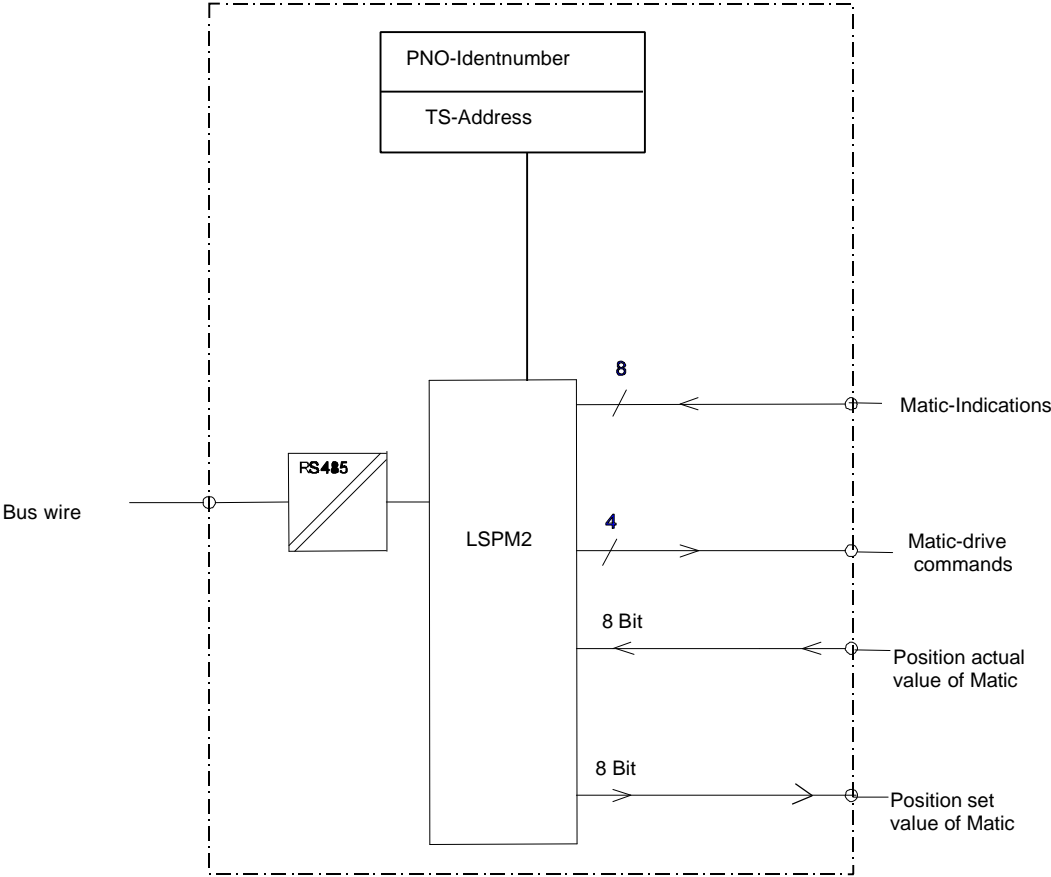 PNO-Identnumber
TS-Address
8
Matic-Indications
RS485
Bus wire
LSPM2
4
Matic-drive
commands
8 Bit
Position actual
value of Matic
8 Bit
Position set
value of Matic